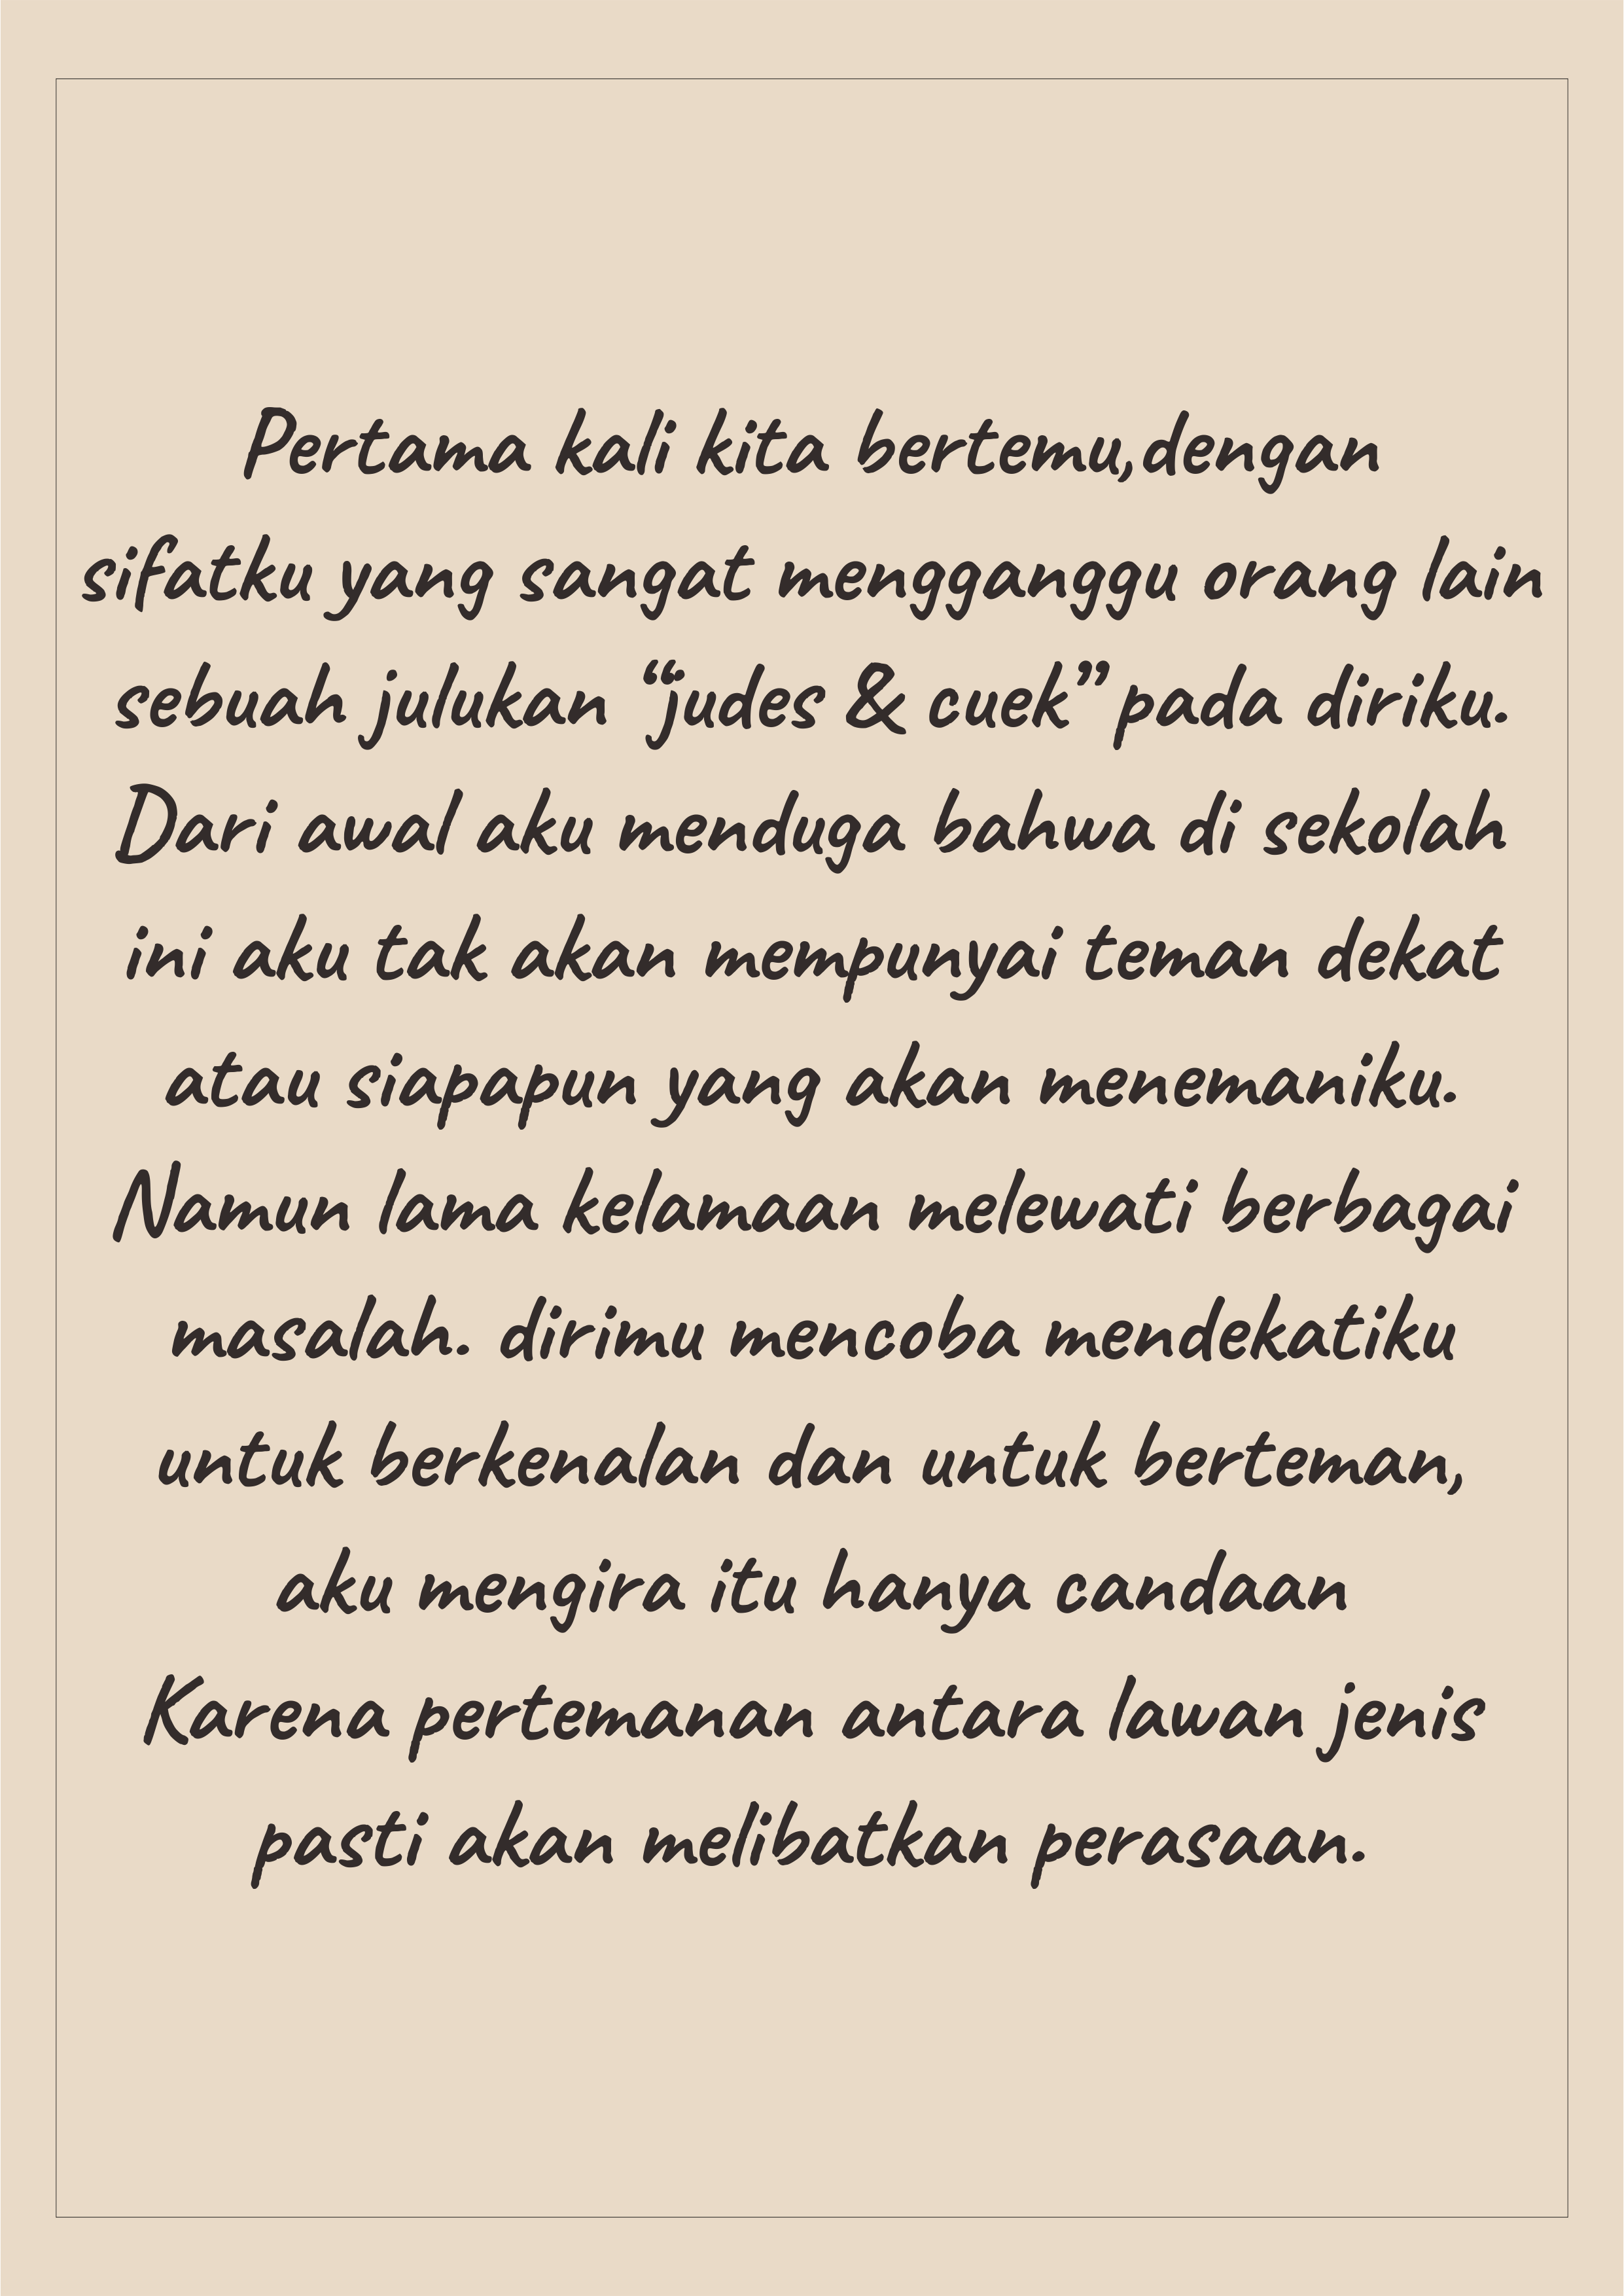 Pertama kali kita bertemu,dengan
sifatku yang sangat mengganggu orang lain
sebuah julukan “judes & cuek” pada diriku.
Dari awal aku menduga bahwa di sekolah
ini aku tak akan mempunyai teman dekat
atau siapapun yang akan menemaniku.
Namun lama kelamaan melewati berbagai
masalah. dirimu mencoba mendekatiku
untuk berkenalan dan untuk berteman,
aku mengira itu hanya candaan
Karena pertemanan antara lawan jenis
pasti akan melibatkan perasaan.